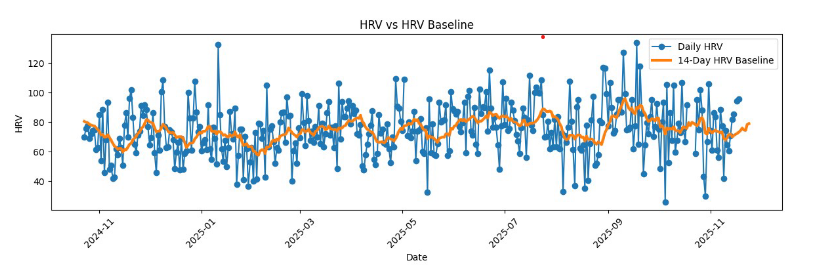 HRV vs HRV Baseline
Daily HRV
14-Day HRV Baseline
120
100
80
60
40
HRV
2024-11
2025-01
2025-03
2025-05
2025-07
2025-09
2025-11
Date